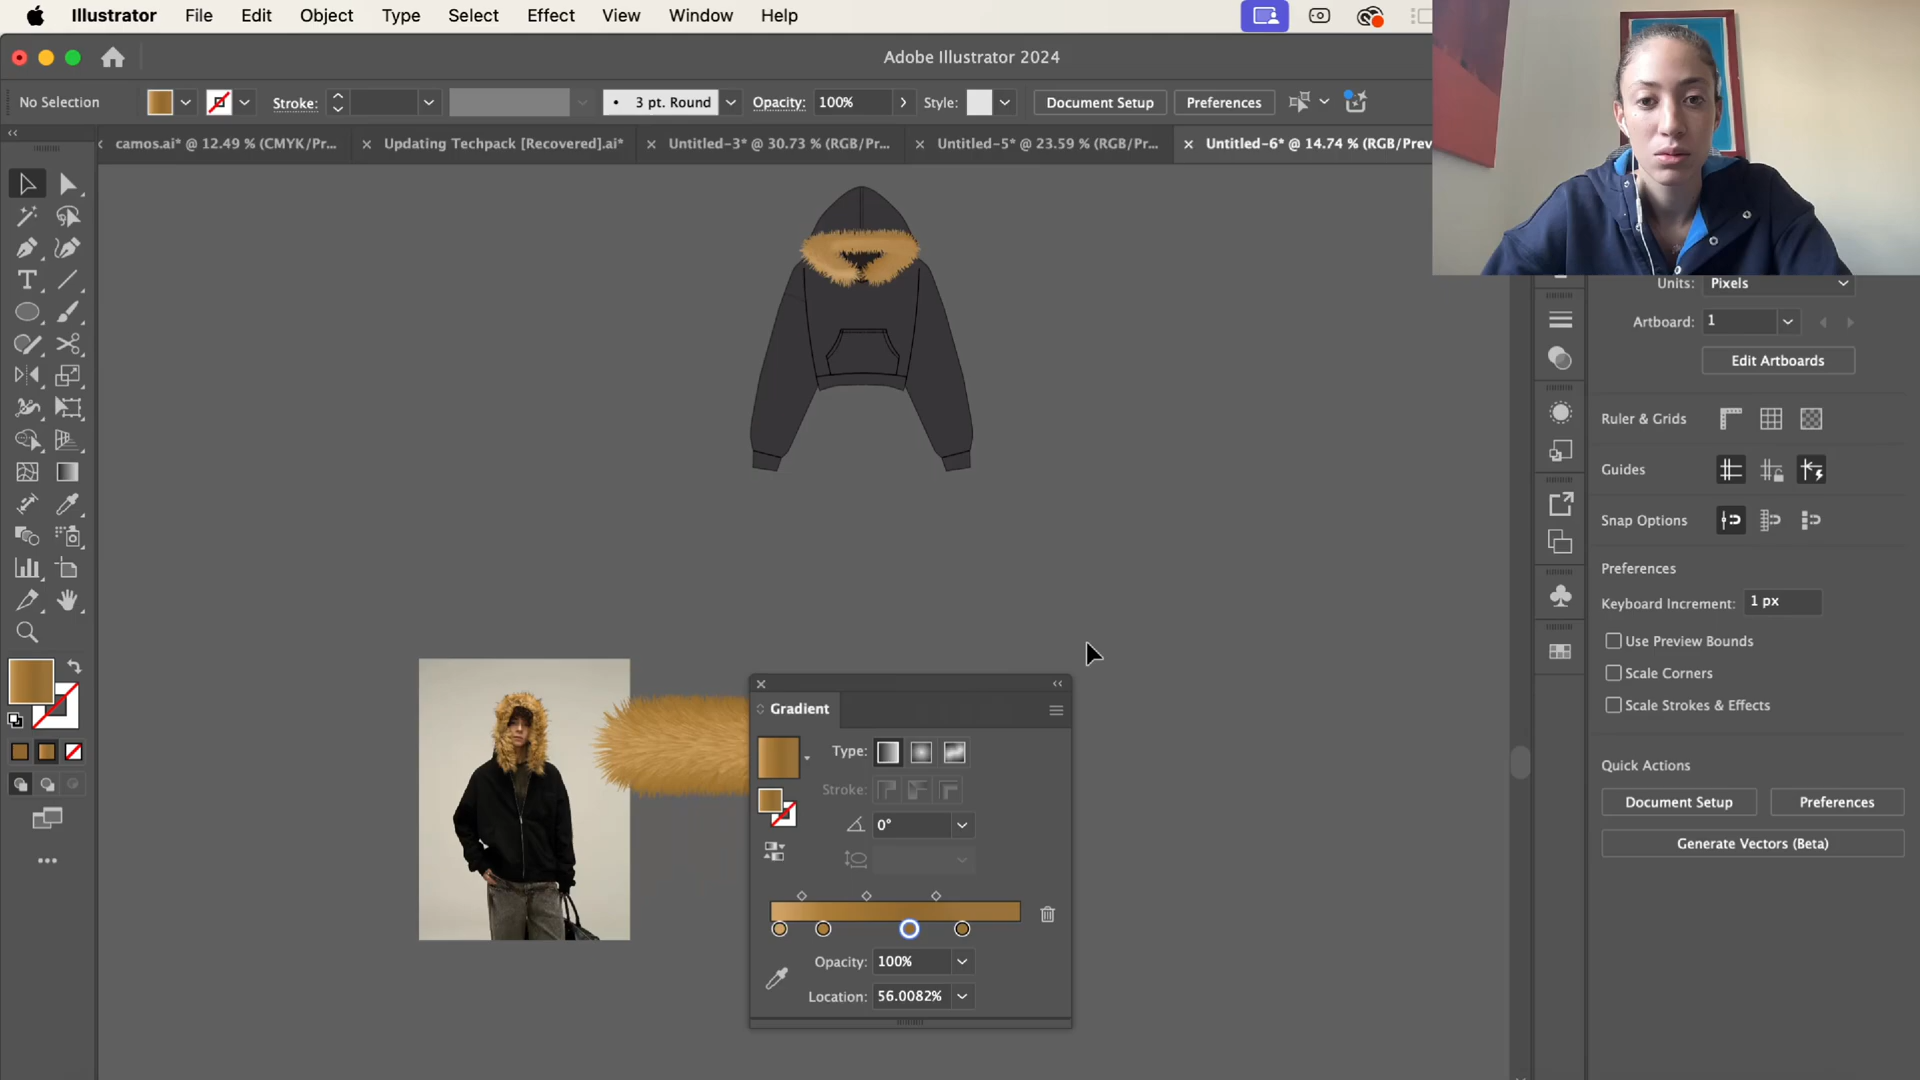 Illustrator File Edit Object Type Select Effect View Window Help
Adobe Illustrator 2024
No Selection Stroke: 3 pt. Round Opacity: 100% Style: Document Setup Preferences
camos.ai* @ 12.49 % (CMYK/Pr... Updating Techpack [Recovered].ai* Untitled-3* @ 30.73 % (RGB/Pr... Untitled-5* @ 23.59 % (RGB/Pr... Untitled-6* @ 14.74 % (RGB/Prev
Units: Pixels
Artboard: 1
Edit Artboards
Ruler & Grids
Guides
Snap Options
Preferences
Keyboard Increment: 1 px
Use Preview Bounds
Scale Corners
Scale Strokes & Effects
Quick Actions
Document Setup Preferences
Generate Vectors (Beta)
Gradient
Type:
Stroke:
0°
Opacity: 100%
Location: 56.0082%